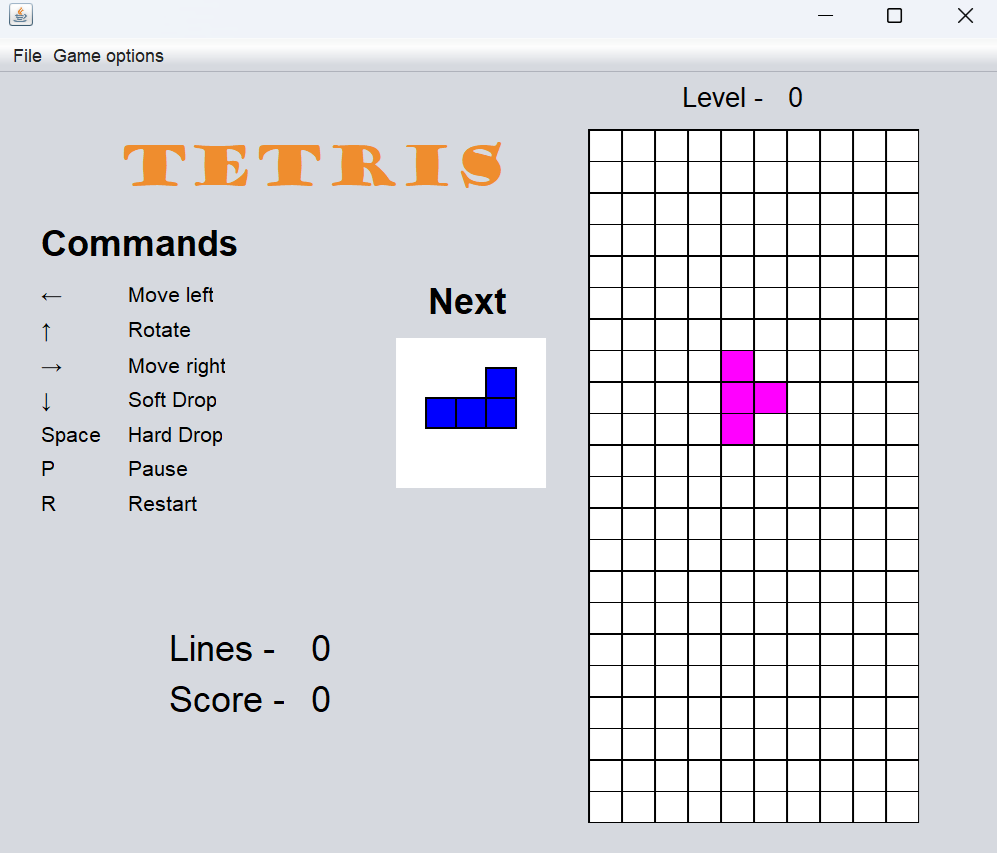 File Game options
Level - 0
TETRIS
Commands
← Move left
↑ Rotate
→ Move right
↓ Soft Drop
Space Hard Drop
P Pause
R Restart
Next
Lines - 0
Score - 0